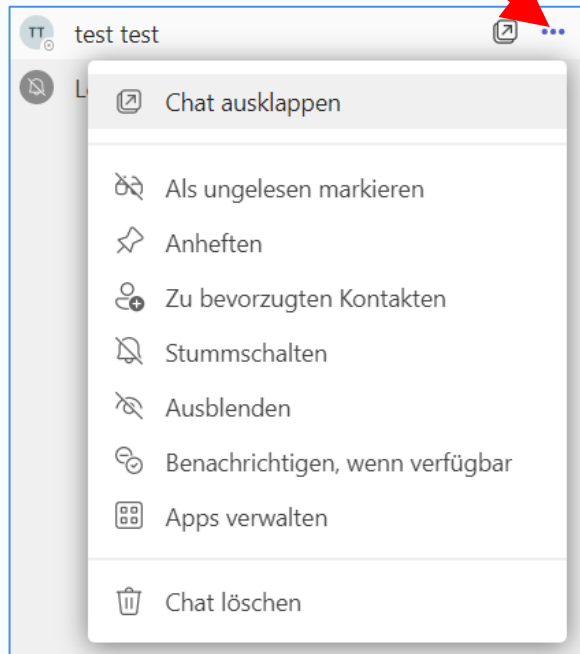 TT test test
Chat ausklappen
Als ungelesen markieren
Anheften
Zu bevorzugten Kontakten
Stummschalten
Ausblenden
Benachrichtigen, wenn verfügbar
Apps verwalten
Chat löschen